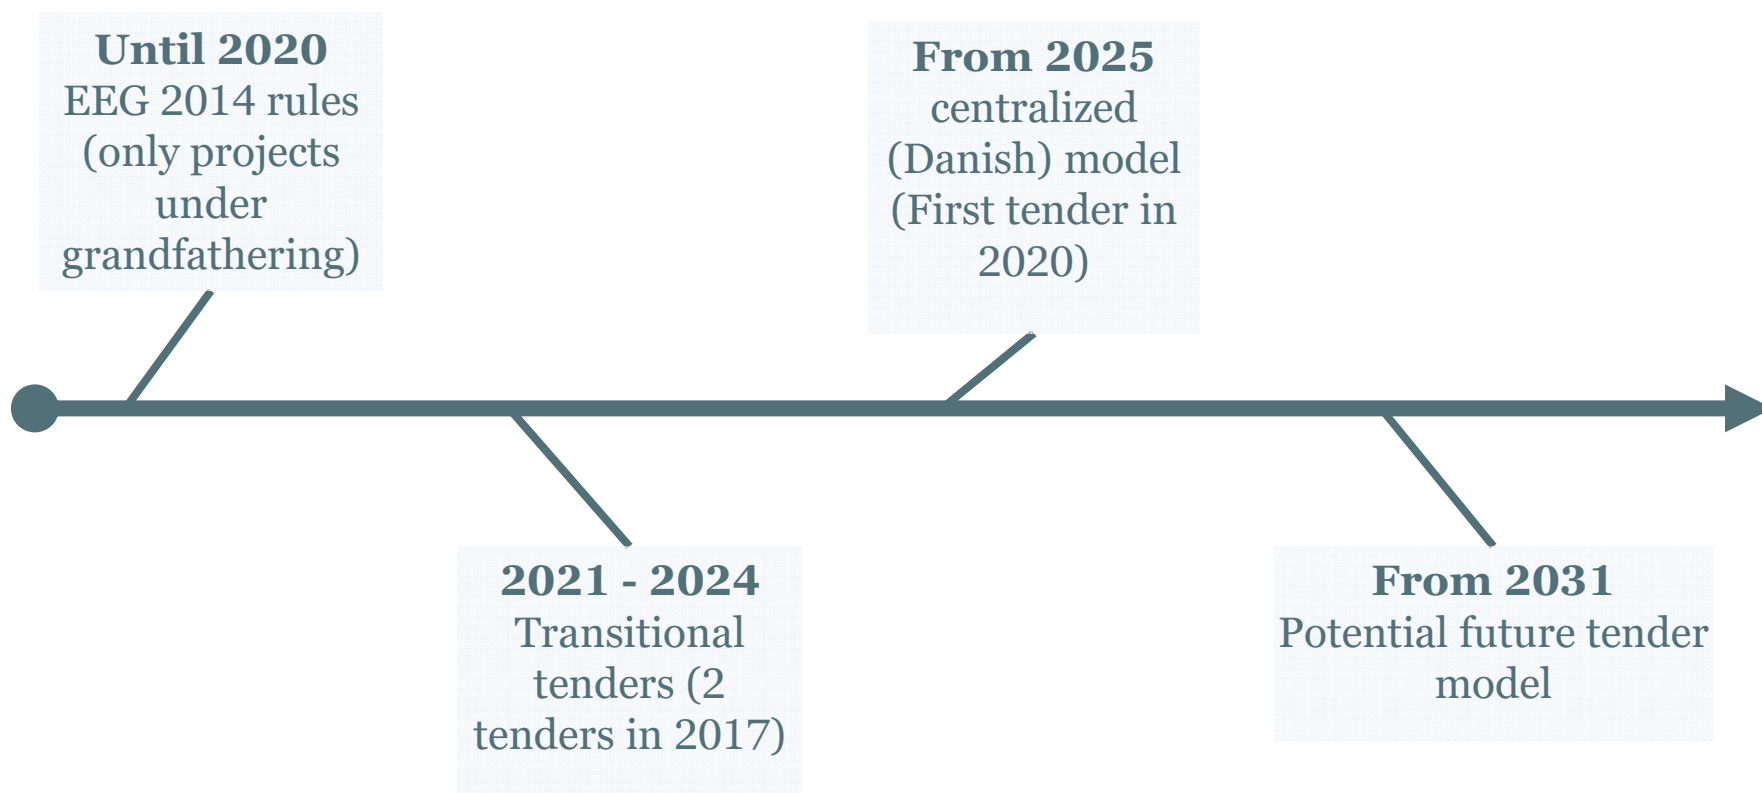 Until 2020
EEG 2014 rules
(only projects
under
grandfathering)
2021 - 2024
Transitional
tenders (2
tenders in 2017)
From 2025
centralized
(Danish) model
(First tender in
2020)
From 2031
Potential future tender
model